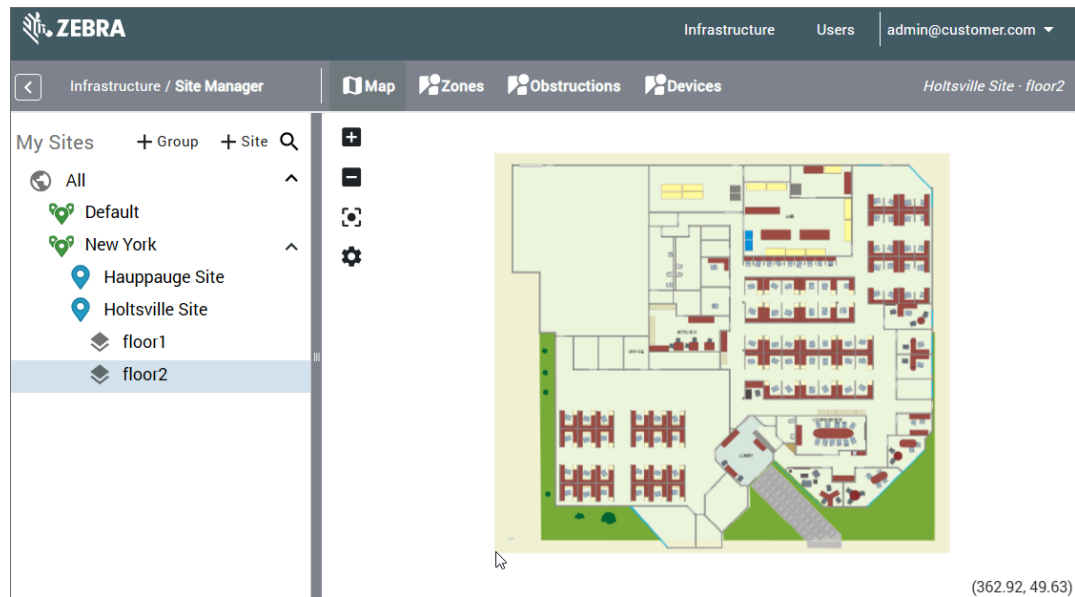 ZEBRA
Infrastructure Users admin@customer.com
Infrastructure / Site Manager Map Zones Obstructions Devices Holtsville Site · floor2
My Sites + Group + Site
All
Default
New York
Hauppauge Site
Holtsville Site
floor1
floor2
LAB
KITCHEN
OFFICE
LOBBY
(362.92, 49.63)